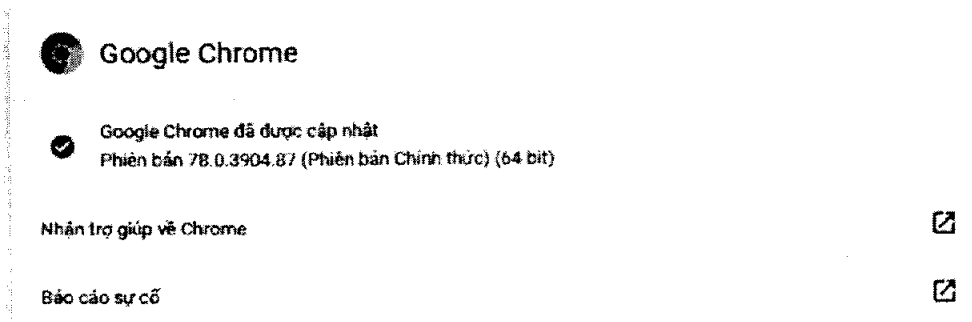 Google Chrome
Google Chrome đã được cập nhật
Phiên bản 78.0.3904.87 (Phiên bản Chính thức) (64 bit)
Nhận trợ giúp về Chrome
Báo cáo sự cố